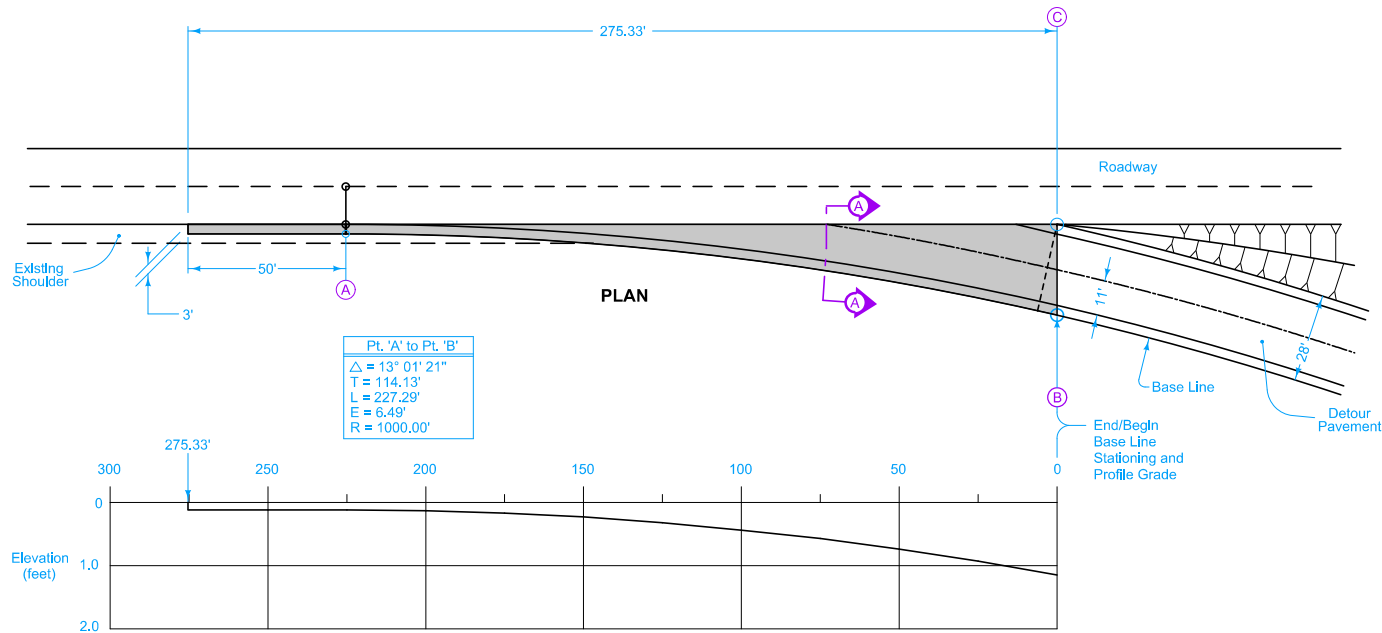 C
275.33'
Roadway
A
Existing
Shoulder
50'
A
3'
PLAN
A
11'
28'
Pt. 'A' to Pt. 'B'
△ = 13° 01' 21"
T = 114.13'
L = 227.29'
E = 6.49'
R = 1000.00'
Base Line
B
Detour
Pavement
End/Begin
Base Line
Stationing and
Profile Grade
275.33'
300 250 200 150 100 50 0
0
Elevation
(feet)
1.0
2.0